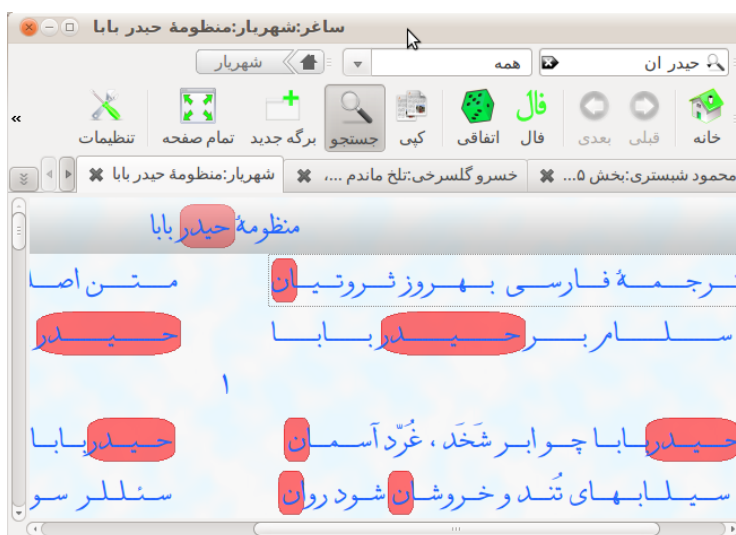 ساغر:شهریار:منظومهٔ حیدر بابا
حیدر ان همه شهریار
خانه قبلی بعدی فال اتفاقی کپی جستجو برگه جدید تمام صفحه تنظیمات »
فال
محمود شبستری:بخش ۵... خسرو گلسرخی:تلخ ماندم ...، شهریار:منظومهٔ حیدر بابا
منظومهٔ حیدر بابا
ترجمهٔ فارسی بهروز ثروتیان متن اصلا
سلام بر حیدر بابا حیدر
۱
حیدربابا چو ابر شَخَد ، غُرّد آسمان حیدربابا
سیلابهای تُند و خروشان شود روان سئللر سو